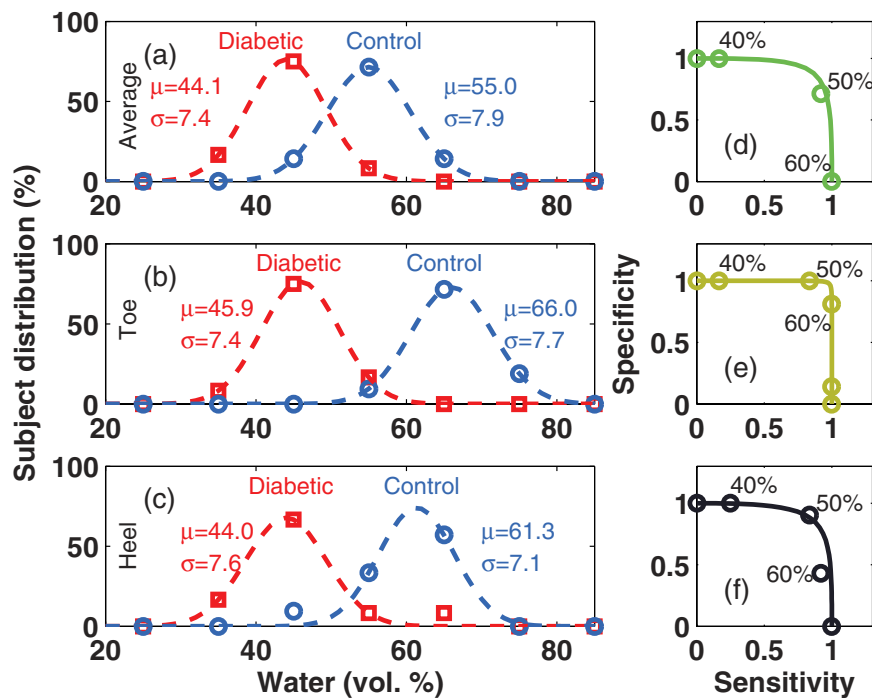 Subject distribution (%)
Average
100
50
0
(a)
Diabetic
Control
μ=44.1
σ=7.4
μ=55.0
σ=7.9
20 40 60 80
Toe
100
50
0
(b)
Diabetic
Control
μ=45.9
σ=7.4
μ=66.0
σ=7.7
20 40 60 80
Heel
100
50
0
(c)
Diabetic
Control
μ=44.0
σ=7.6
μ=61.3
σ=7.1
20 40 60 80
Water (vol. %)
Specificity
1
0.5
0
40%
50%
60%
(d)
0 0.5 1
1
0.5
0
40%
50%
60%
(e)
0 0.5 1
1
0.5
0
40%
50%
60%
(f)
0 0.5 1
Sensitivity